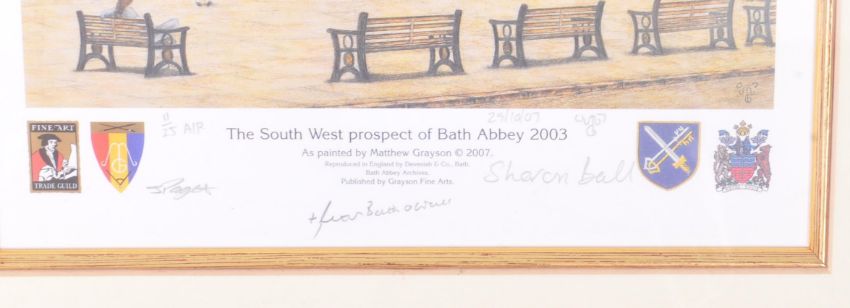 FINE ART
TRADE GUILD
MG
11/25 A/P
29/10/07
The South West prospect of Bath Abbey 2003
As painted by Matthew Grayson © 2007.
Reproduced in England by Devenish & Co., Bath.
Bath Abbey Archives.
Published by Grayson Fine Arts.
Sharon Ball